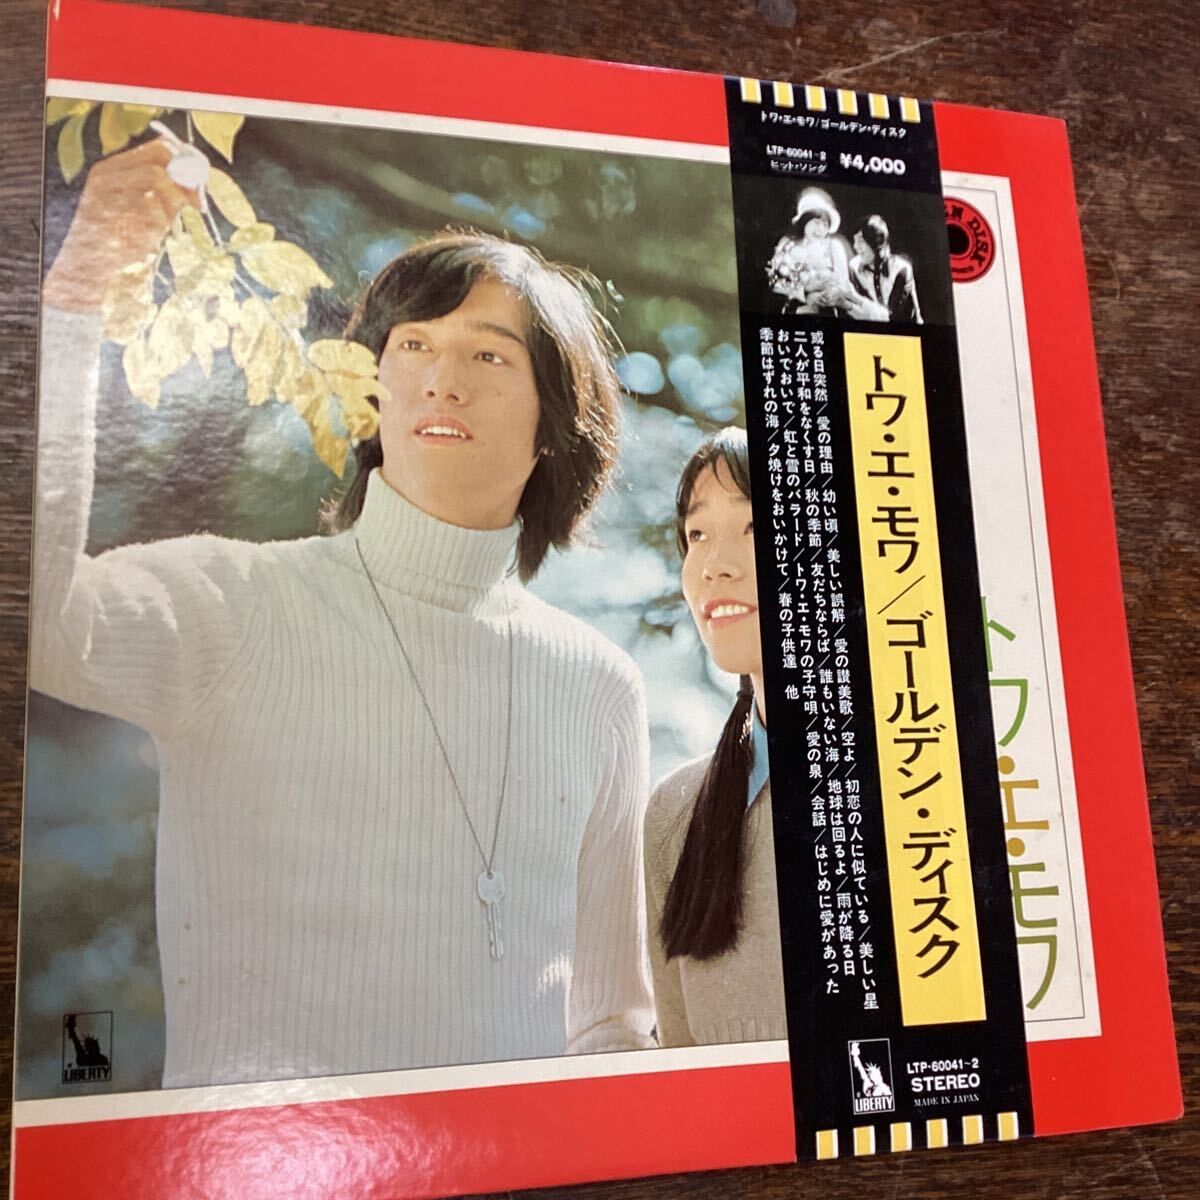 トワ・エ・モワ/ゴールデン・ディスク
LTP-60041~2
ヒット・ソング
¥4,000
DISK
トワ・エ・モワ/ゴールデン・ディスク
或る日突然/愛の理由/幼い頃/美しい誤解/愛の讃美歌/空よ/初恋の人に似ている/美しい星
二人が平和をなくす日/秋の季節/友だちならば/誰もいない海/地球は回るよ/雨が降る日
おいでおいで/虹と雪のバラード/トワ・エ・モワの子守唄/愛の泉/会話/はじめに愛があった
季節はずれの海/夕焼けをおいかけて/春の子供達 他
トワ・エ・モワ
LIBERTY
LIBERTY
LTP-60041~2
STEREO
MADE IN JAPAN